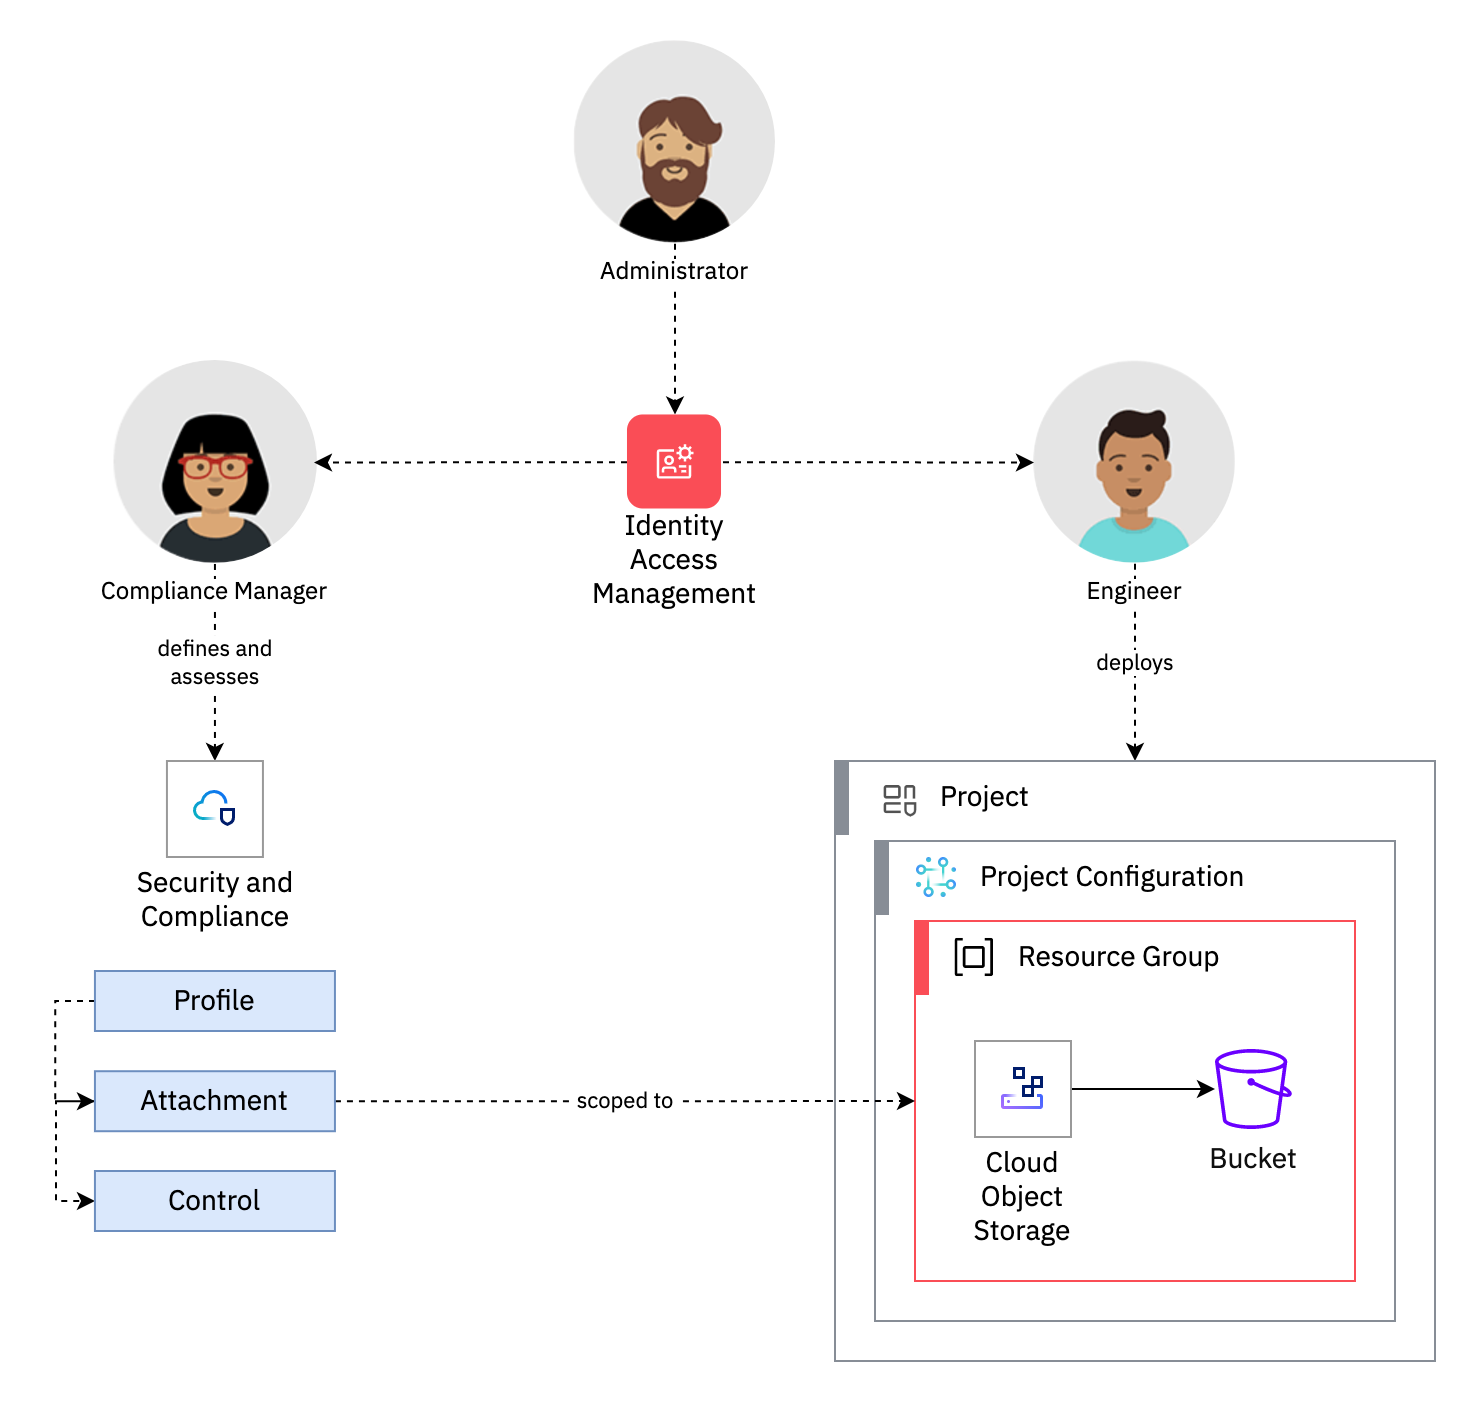 Administrator
Identity
Access
Management
Compliance Manager
defines and
assesses
Engineer
deploys
Security and
Compliance
Profile
Attachment
Control
scoped to
Project
Project Configuration
Resource Group
Cloud
Object
Storage
Bucket